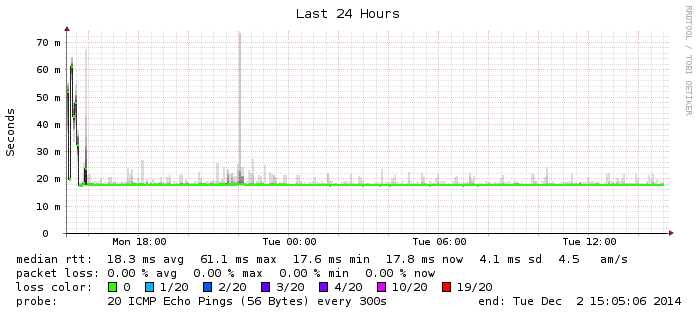 Last 24 Hours
RRDTOOL / TOBI OETIKER
Seconds
70 m
60 m
50 m
40 m
30 m
20 m
10 m
0
Mon 18:00 Tue 00:00 Tue 06:00 Tue 12:00
median rtt: 18.3 ms avg 61.1 ms max 17.6 ms min 17.8 ms now 4.1 ms sd 4.5 am/s
packet loss: 0.00 % avg 0.00 % max 0.00 % min 0.00 % now
loss color: 0 1/20 2/20 3/20 4/20 10/20 19/20
probe: 20 ICMP Echo Pings (56 Bytes) every 300s end: Tue Dec 2 15:05:06 2014